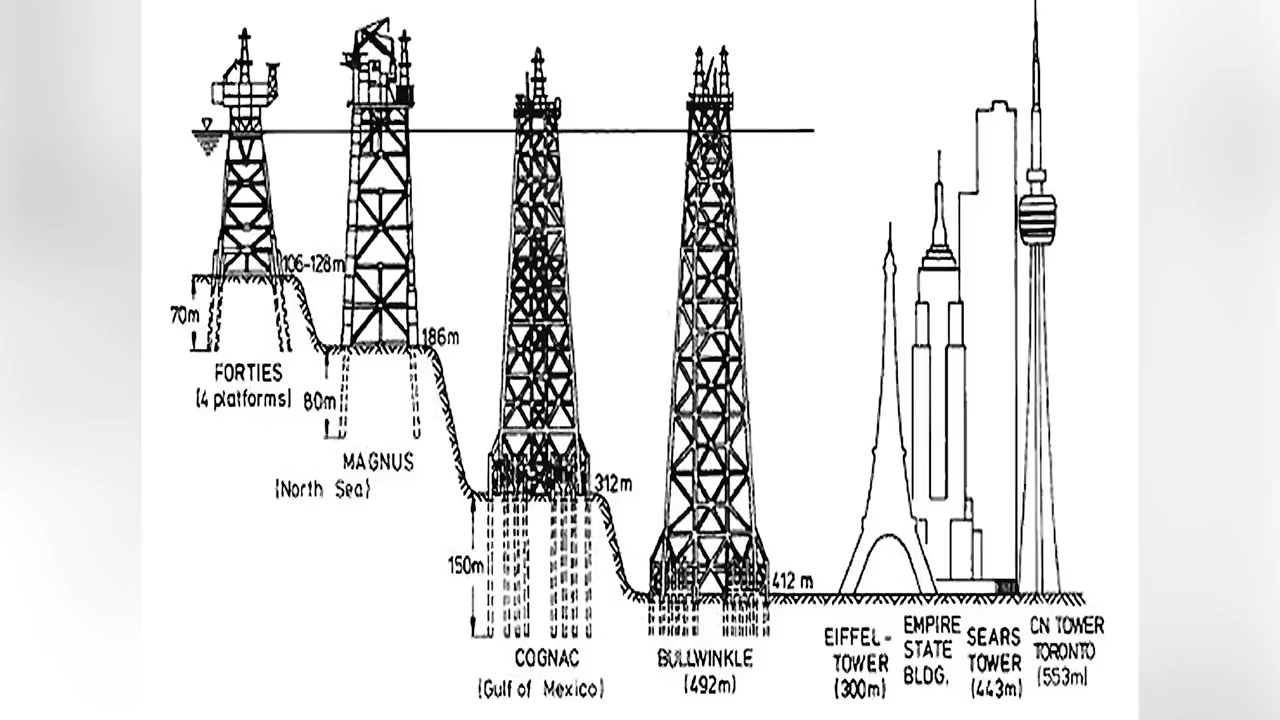 106-128m
70m
FORTIES
(4 platforms)
186m
80m
MAGNUS
(North Sea)
312m
150m
COGNAC
(Gulf of Mexico)
412 m
BULLWINKLE
(492m)
EIFFEL-
TOWER
(300m)
EMPIRE
STATE
BLDG.
SEARS
TOWER
(443m)
CN TOWER
TORONTO
(553m)